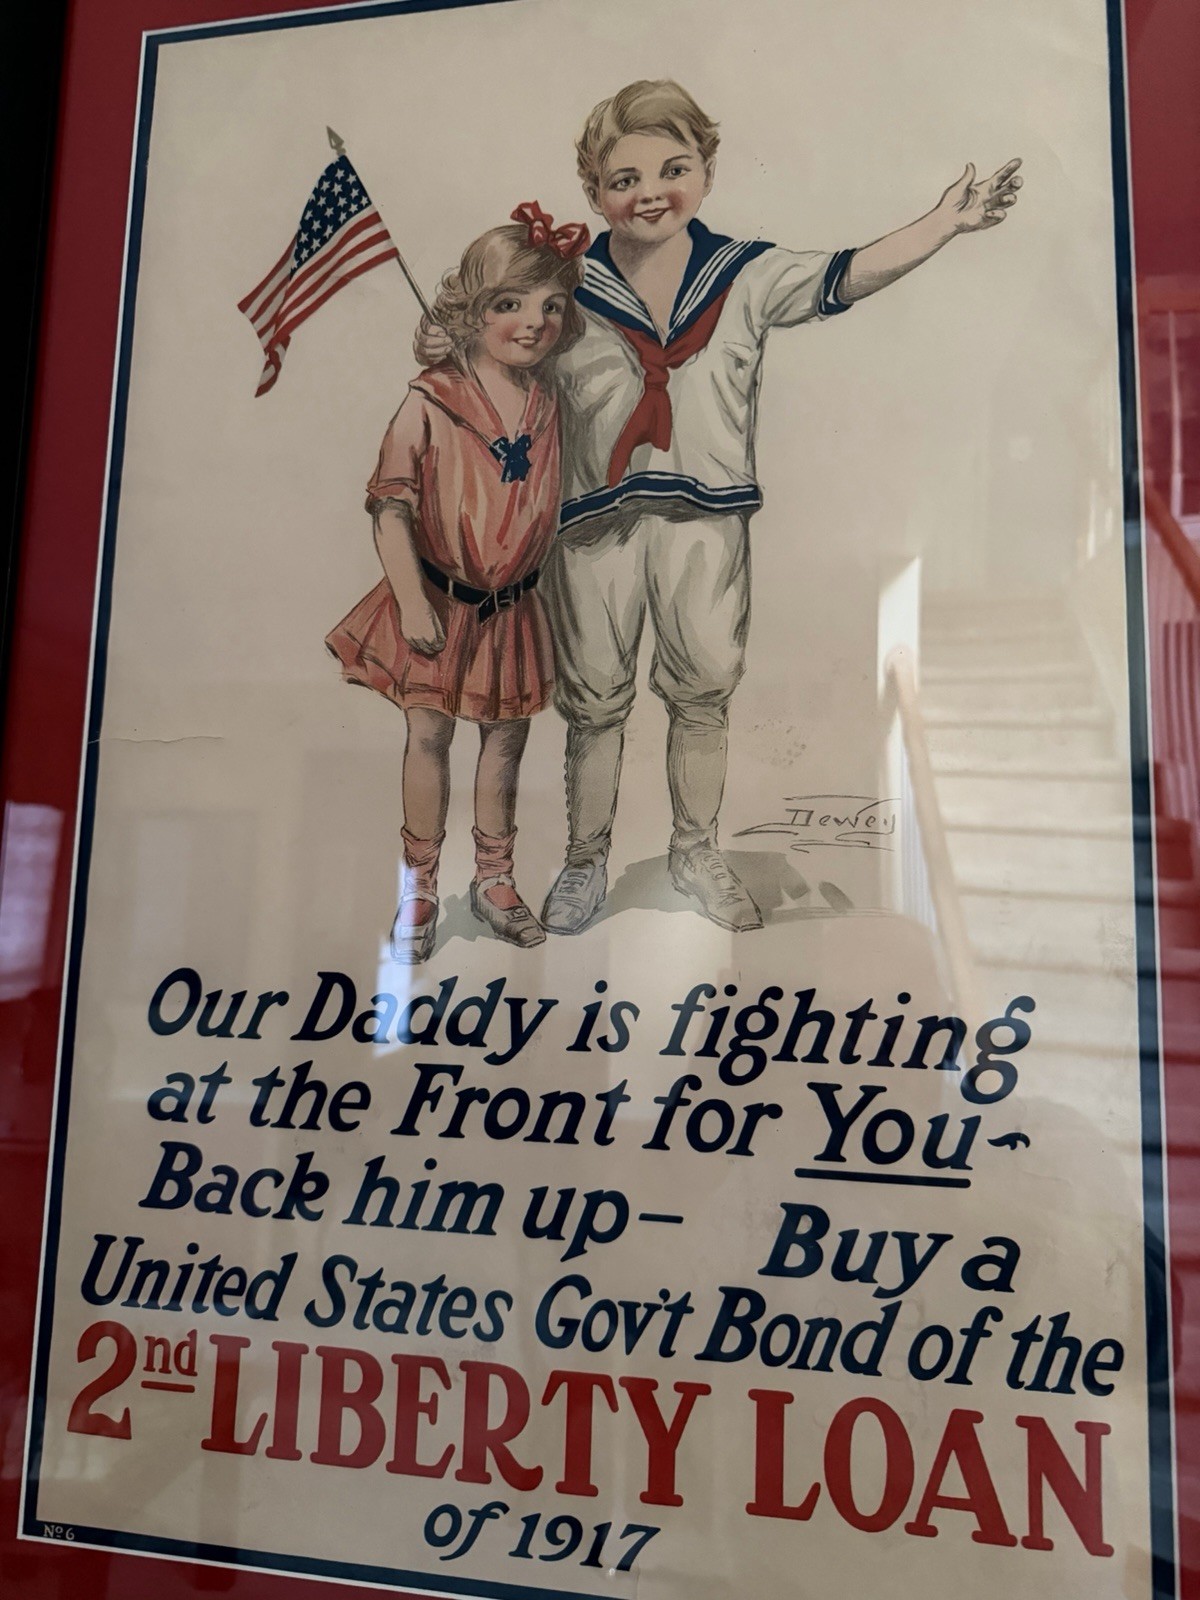 Dewey
Our Daddy is fighting
at the Front for You-
Back him up- Buy a
United States Gov't Bond of the
2nd LIBERTY LOAN
of 1917
No 6